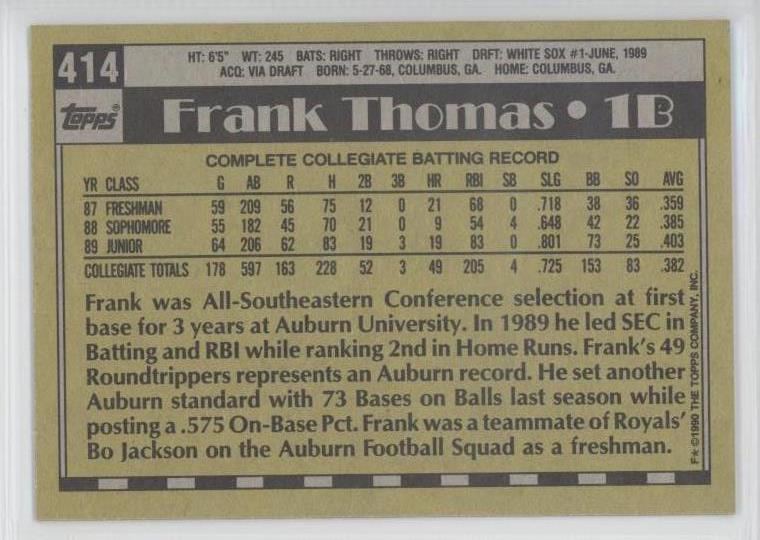 414
HT: 6'5" WT: 245 BATS: RIGHT THROWS: RIGHT DRFT: WHITE SOX #1-JUNE, 1989
ACQ: VIA DRAFT BORN: 5-27-68, COLUMBUS, GA. HOME: COLUMBUS, GA.
topps®
Frank Thomas • 1B
COMPLETE COLLEGIATE BATTING RECORD
YR CLASS G AB R H 2B 3B HR RBI SB SLG BB SO AVG
87 FRESHMAN 59 209 56 75 12 0 21 68 0 .718 38 36 .359
88 SOPHOMORE 55 182 45 70 21 0 9 54 4 .648 42 22 .385
89 JUNIOR 64 206 62 83 19 3 19 83 0 .801 73 25 .403
COLLEGIATE TOTALS 178 597 163 228 52 3 49 205 4 .725 153 83 .382
Frank was All-Southeastern Conference selection at first
base for 3 years at Auburn University. In 1989 he led SEC in
Batting and RBI while ranking 2nd in Home Runs. Frank's 49
Roundtrippers represents an Auburn record. He set another
Auburn standard with 73 Bases on Balls last season while
posting a .575 On-Base Pct. Frank was a teammate of Royals'
Bo Jackson on the Auburn Football Squad as a freshman.
F★ ©1990 THE TOPPS COMPANY, INC.